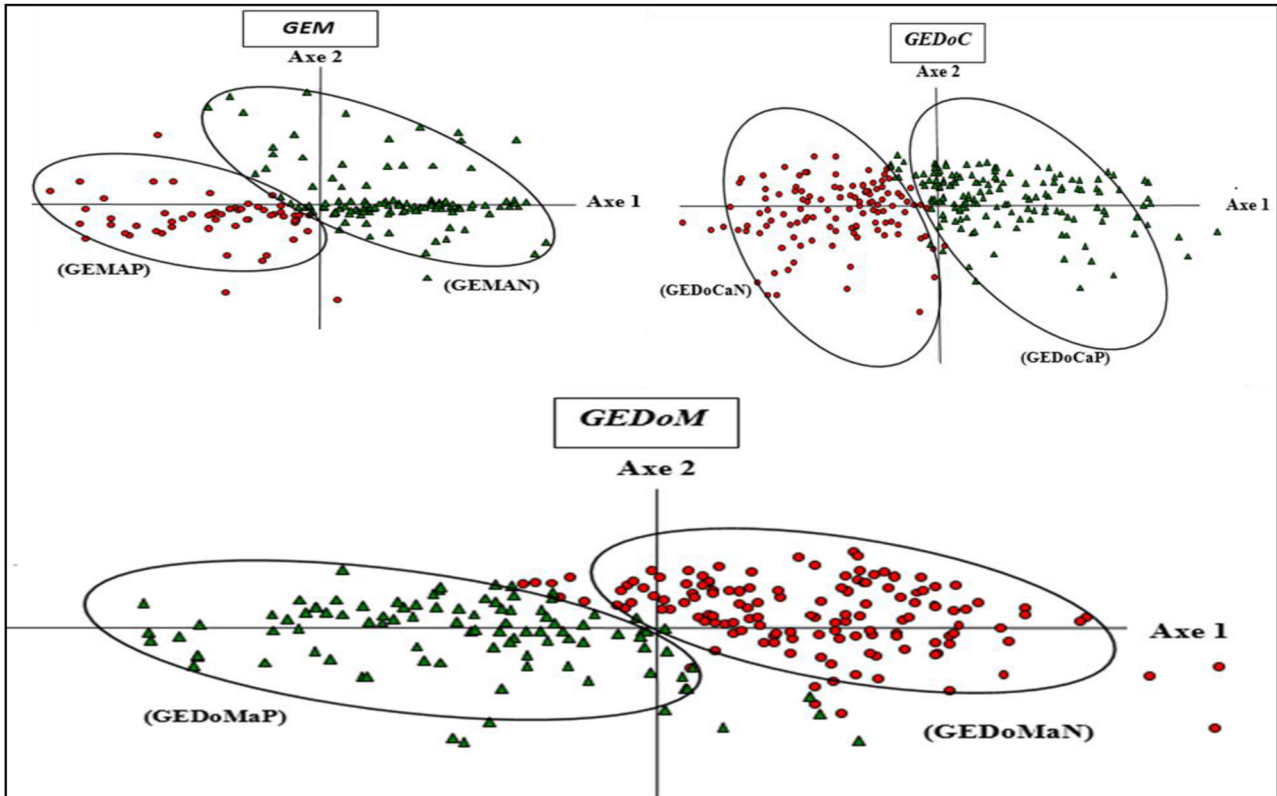 GEM
Axe 2
Axe 1
(GEMAP)
(GEMAN)
GEDoC
Axe 2
Axe 1
(GEDoCaN)
(GEDoCaP)
GEDoM
Axe 2
Axe 1
(GEDoMaP)
(GEDoMaN)